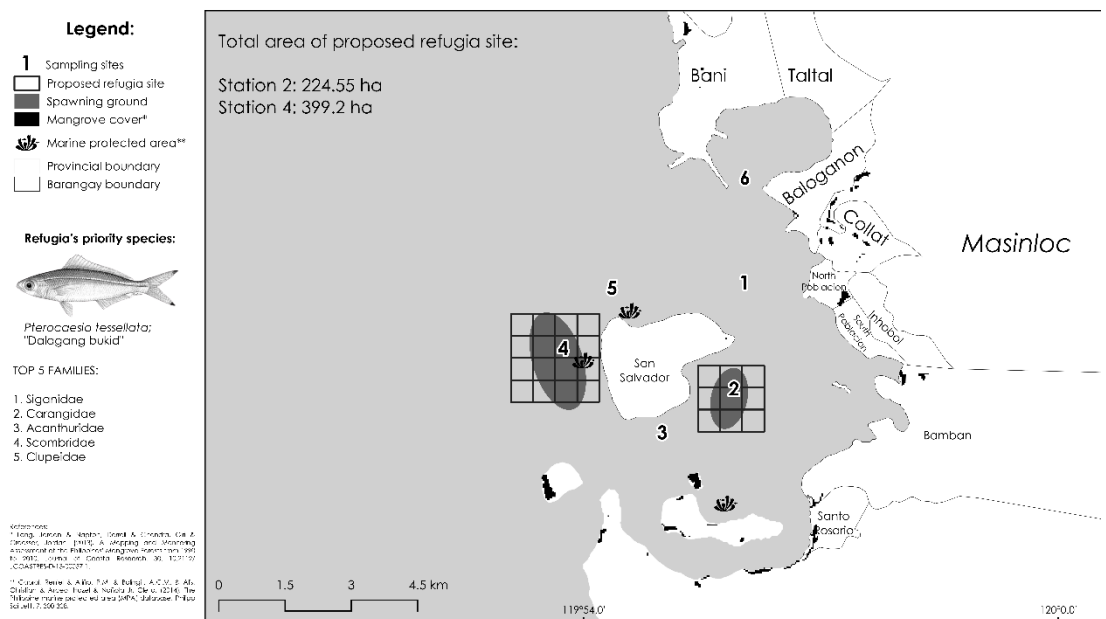 Legend:
1 Sampling sites
Proposed refugia site
Spawning ground
Mangrove cover*
Marine protected area**
Provincial boundary
Barangay boundary
Refugia's priority species:
Pterocaesio tessellata;
"Dalagang bukid"
TOP 5 FAMILIES:
1. Siganidae
2. Carangidae
3. Acanthuridae
4. Scombridae
5. Clupeidae
References:
Total area of proposed refugia site:
Station 2: 224.55 ha
Station 4: 399.2 ha
Bani
Taltal
6
Baloganon
Collat
Masinloc
1
North
Poblacion
South
Poblacion
Inhobol
5
4
San
Salvador
2
3
Bamban
Santo
Rosario
0 1.5 3 4.5 km
119°54.0'
120°0.0'